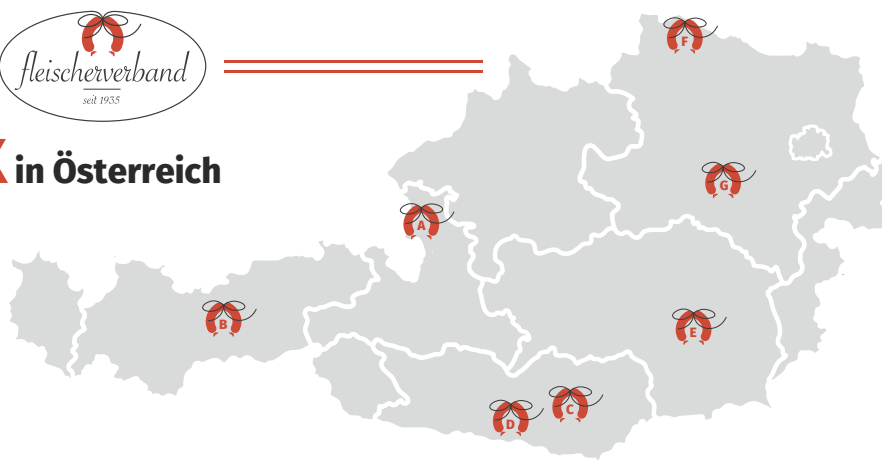 fleischerverband
seit 1935
in Österreich
F
G
A
B
E
C
D